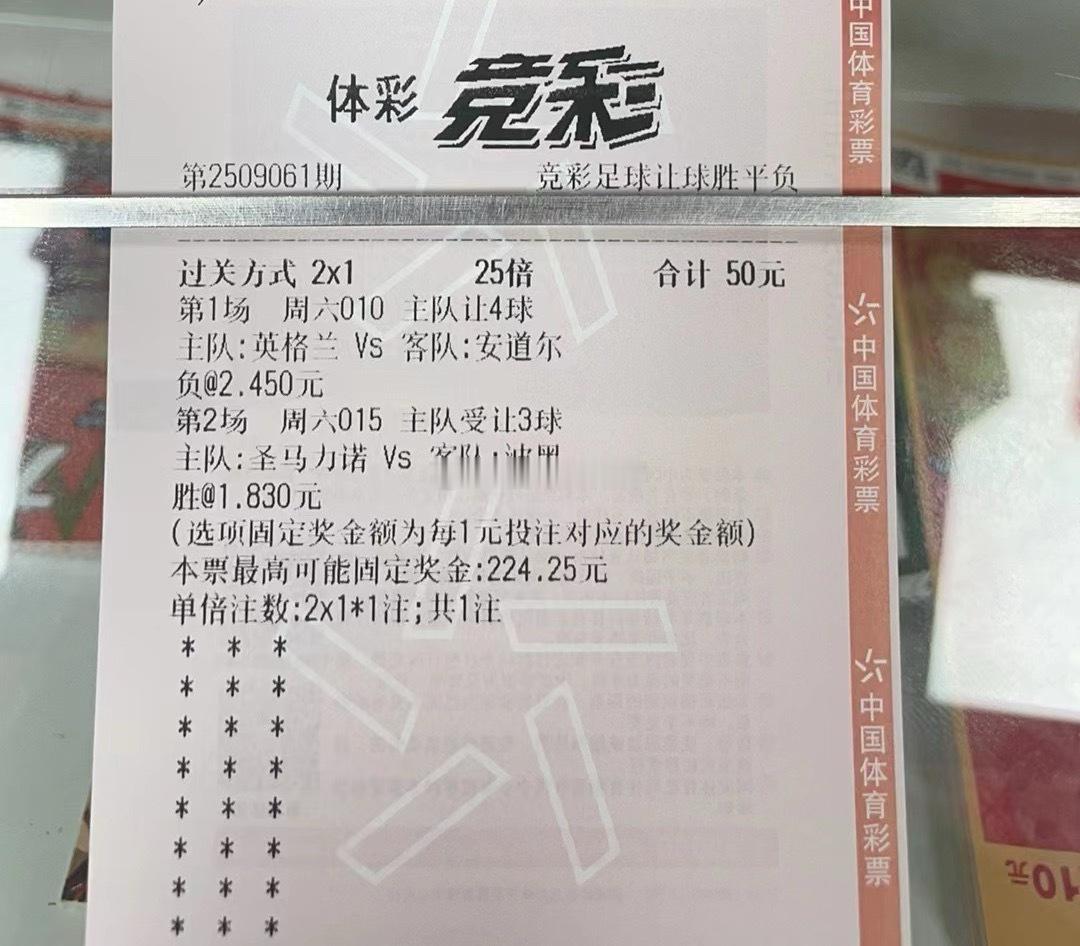 体彩 竞彩
第2509061期 竞彩足球让球胜平负
过关方式 2x1 25倍 合计 50元
第1场 周六010 主队让4球
主队:英格兰 Vs 客队:安道尔
负@2.450元
第2场 周六015 主队受让3球
主队:圣马力诺 Vs 客队:波黑
胜@1.830元
(选项固定奖金额为每1元投注对应的奖金额)
本票最高可能固定奖金:224.25元
单倍注数:2x1*1注;共1注
* * *
* * *
* * *
* * *
* * *
* * *
* * *
* * *
中国体育彩票
中国体育彩票
中国体育彩票
10元